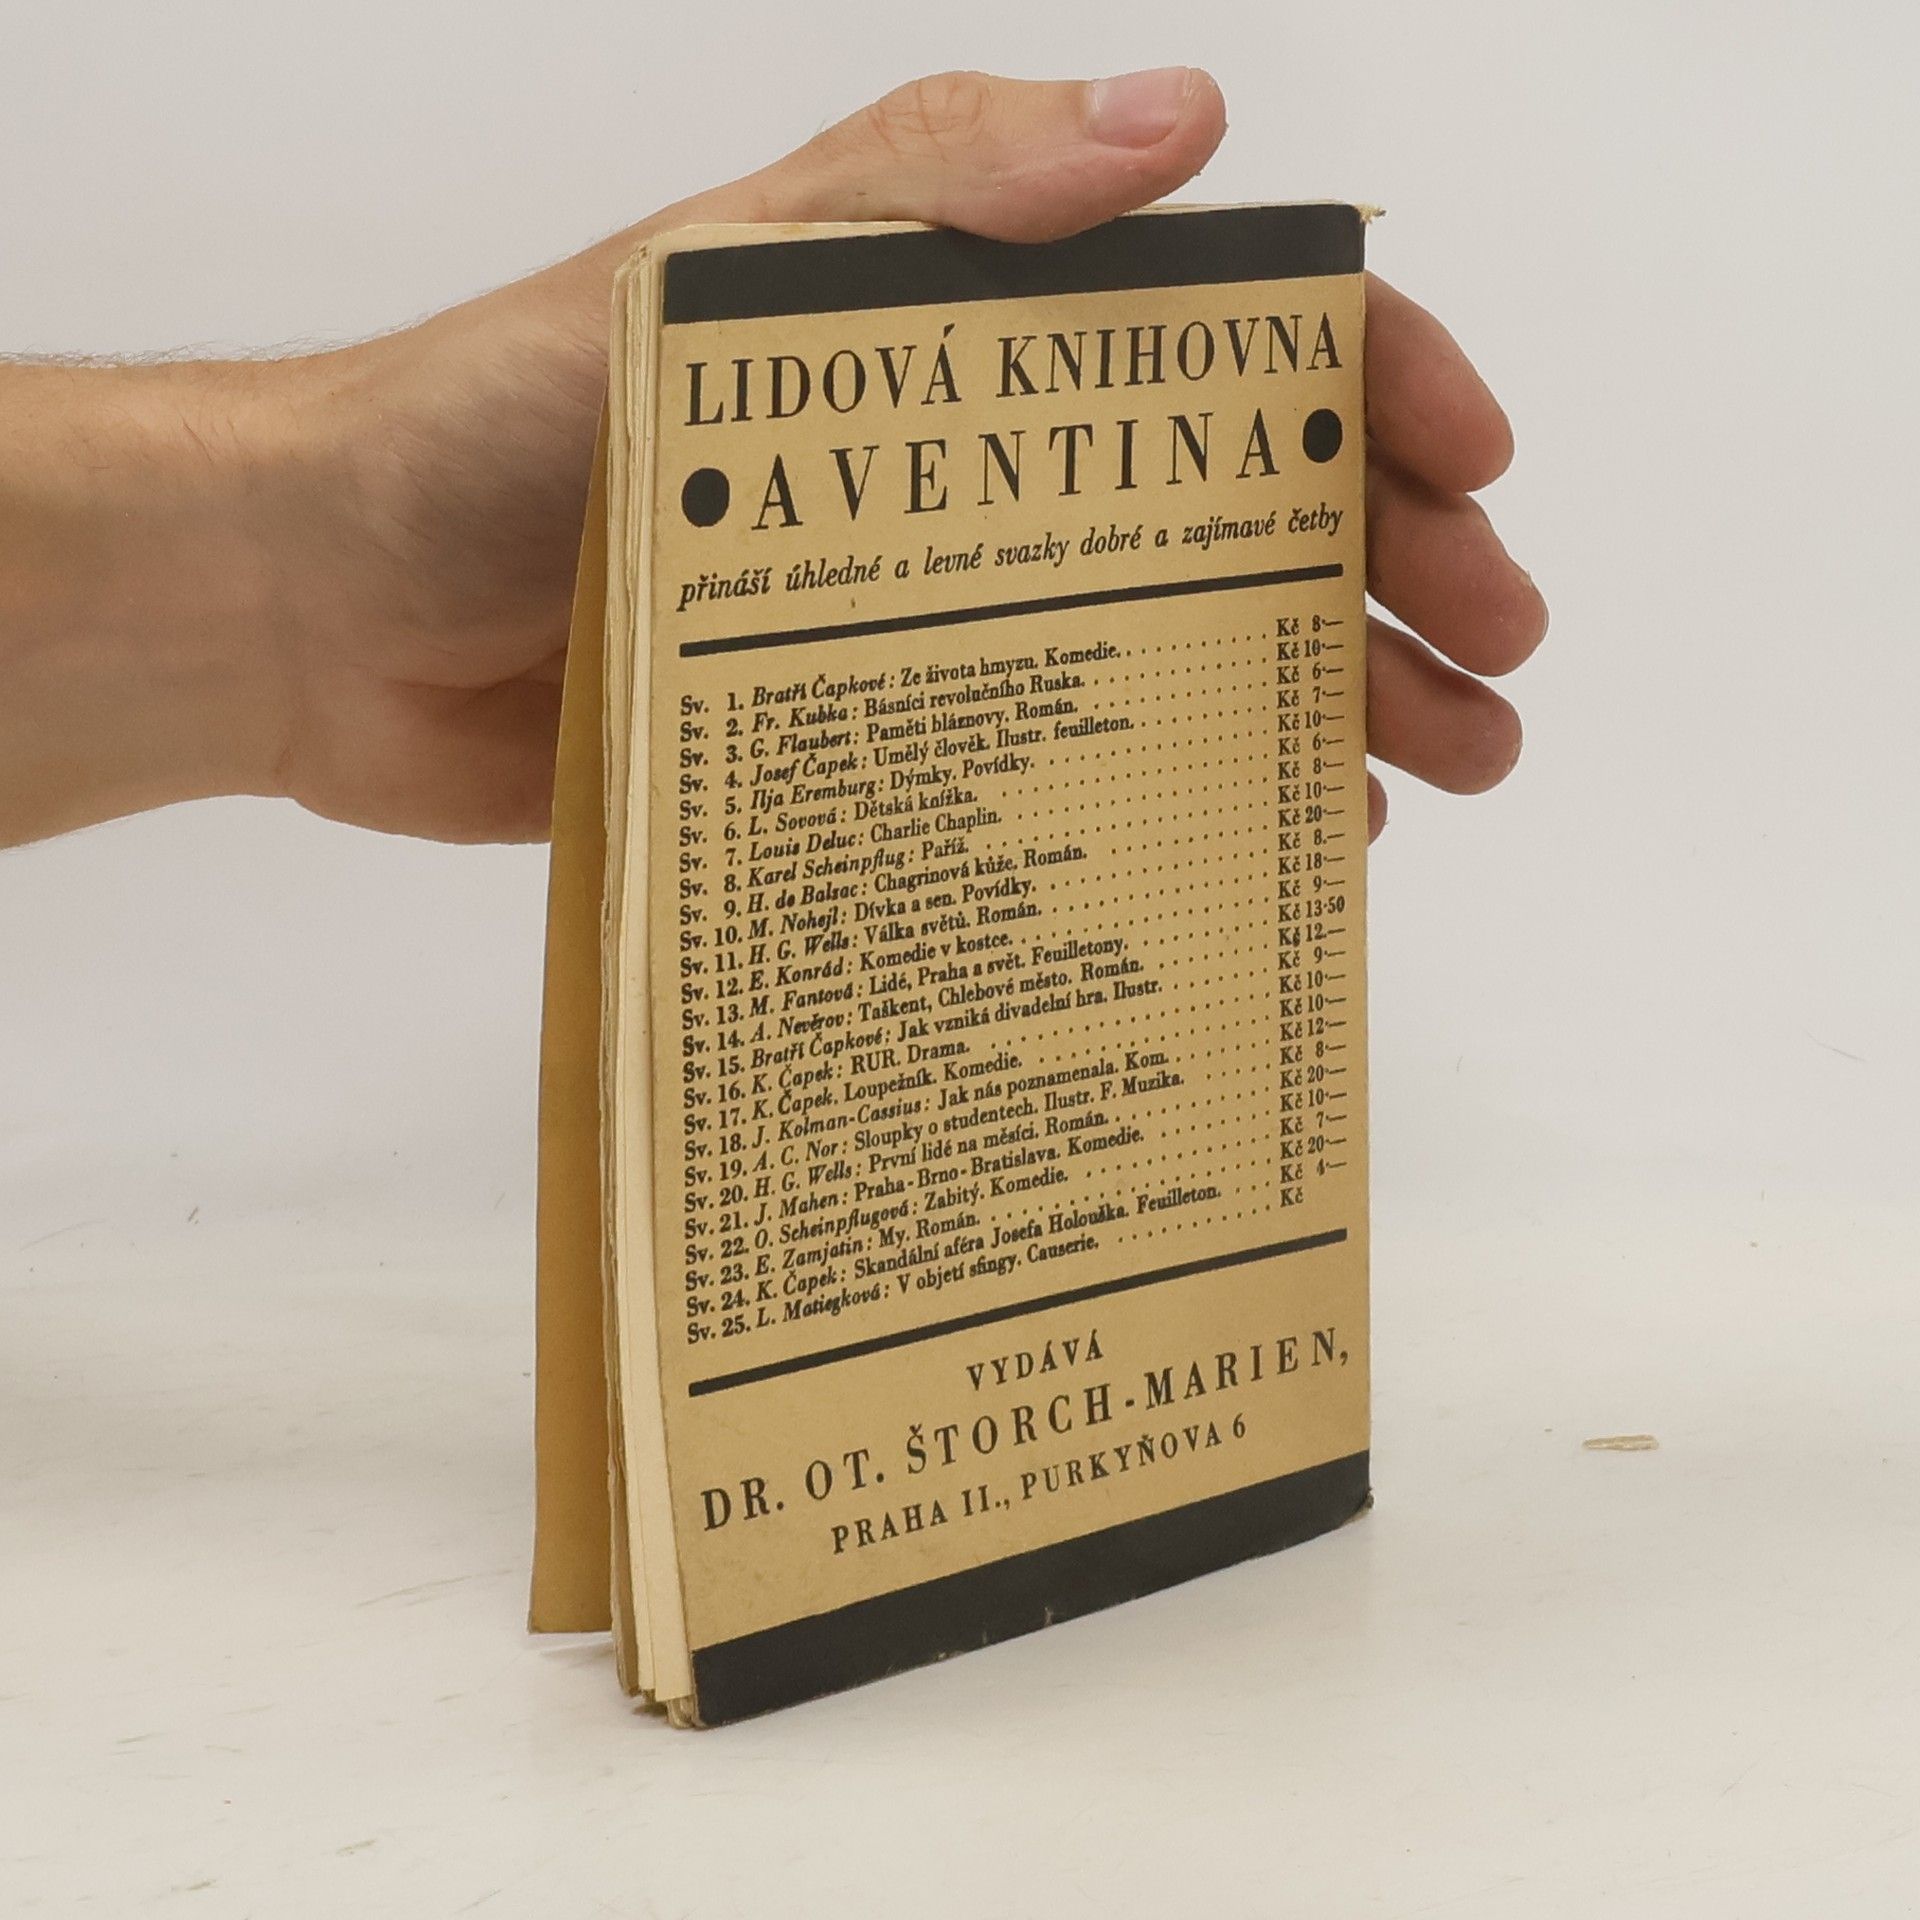 LIDOVÁ KNIHOVNA
● AVENTINA ●
přináší úhledné a levné svazky dobré a zajímavé četby
Sv. 1. Bratří Čapkové: Ze života hmyzu. Komedie. . . . . . . . . . . Kč 8·—
Sv. 2. Fr. Kubka: Básníci revolučního Ruska. . . . . . . . . . . Kč 10·—
Sv. 3. G. Flaubert: Paměti bláznovy. Román. . . . . . . . . . . Kč 6·—
Sv. 4. Josef Čapek: Umělý člověk. Ilustr. feuilleton. . . . . . . . . . . Kč 7·—
Sv. 5. Ilja Eremburg: Dýmky. Povídky. . . . . . . . . . . Kč 10·—
Sv. 6. L. Sovová: Dětská knížka. . . . . . . . . . . Kč 6·—
Sv. 7. Louis Deluc: Charlie Chaplin. . . . . . . . . . . Kč 8·—
Sv. 8. Karel Scheinpflug: Paříž. . . . . . . . . . . Kč 10·—
Sv. 9. H. de Balsac: Chagrinová kůže. Román. . . . . . . . . . . Kč 20·—
Sv. 10. M. Nohejl: Dívka a sen. Povídky. . . . . . . . . . . Kč 8.—
Sv. 11. H. G. Wells: Válka světů. Román. . . . . . . . . . . Kč 18·—
Sv. 12. E. Konrád: Komedie v kostce. . . . . . . . . . . Kč 9·—
Sv. 13. M. Fantová: Lidé, Praha a svět. Feuilletony. . . . . . . . . . . Kč 13·50
Sv. 14. A. Nevěrov: Taškent, Chlebové město. Román. . . . . . . . Kč 12.—
Sv. 15. Bratří Čapkové: Jak vzniká divadelní hra. Ilustr. . . . . . . . Kč 9·—
Sv. 16. K. Čapek: RUR. Drama. . . . . . . . . . . Kč 10·—
Sv. 17. K. Čapek. Loupežník. Komedie. . . . . . . . . . . Kč 10·—
Sv. 18. J. Kolman-Cassius: Jak nás poznamenala. Kom. . . . . . . Kč 12·—
Sv. 19. A. C. Nor: Sloupky o studentech. Ilustr. F. Muzika. . . . . . Kč 8·—
Sv. 20. H. G. Wells: První lidé na měsíci. Román. . . . . . . . . . . Kč 20·—
Sv. 21. J. Mahen: Praha-Brno-Bratislava. Komedie. . . . . . . . Kč 10·—
Sv. 22. O. Scheinpflugová: Zabitý. Komedie. . . . . . . . . . . Kč 7·—
Sv. 23. E. Zamjatin: My. Román. . . . . . . . . . . Kč 20·—
Sv. 24. K. Čapek: Skandální aféra Josefa Holouška. Feuilleton. . . . Kč 4·—
Sv. 25. L. Matiegková: V objetí sfingy. Causerie. . . . . . . . . . . Kč
VYDÁVÁ
DR. OT. ŠTORCH-MARIEN,
PRAHA II., PURKYŇOVA 6